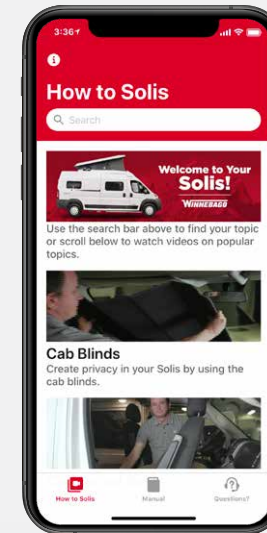 3:36
How to Solis
Search
Welcome to Your
Solis!
WINNEBAGO
Use the search bar above to find your topic
or scroll below to watch videos on popular
topics.
Cab Blinds
Create privacy in your Solis by using the
cab blinds.
How to Solis
Manual
Questions?